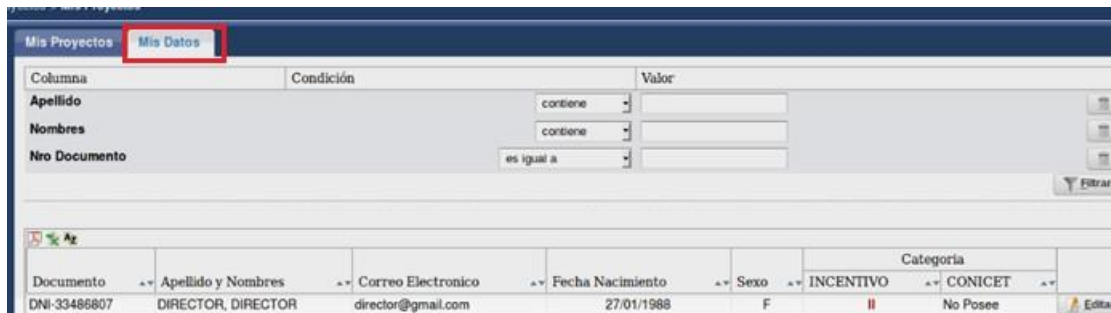 Mis Proyectos Mis Datos
Columna Condición Valor
Apellido contiene
Nombres contiene
Nro Documento es igual a
Filtrar
Categoria
Documento Apellido y Nombres Correo Electronico Fecha Nacimiento Sexo INCENTIVO CONICET
DNI-33486807 DIRECTOR, DIRECTOR director@gmail.com 27/01/1988 F II No Posee Edita